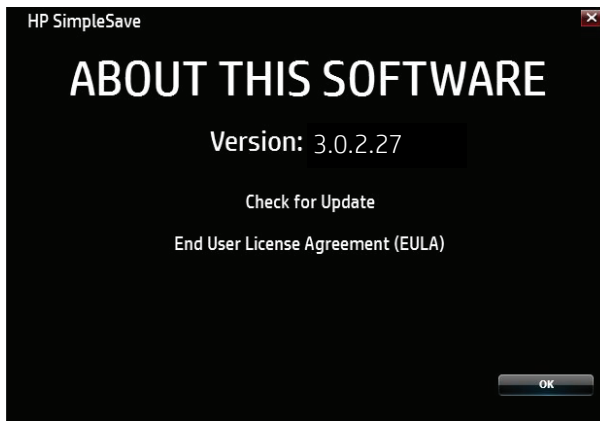 HP SimpleSave
ABOUT THIS SOFTWARE
Version: 3.0.2.27
Check for Update
End User License Agreement (EULA)
OK